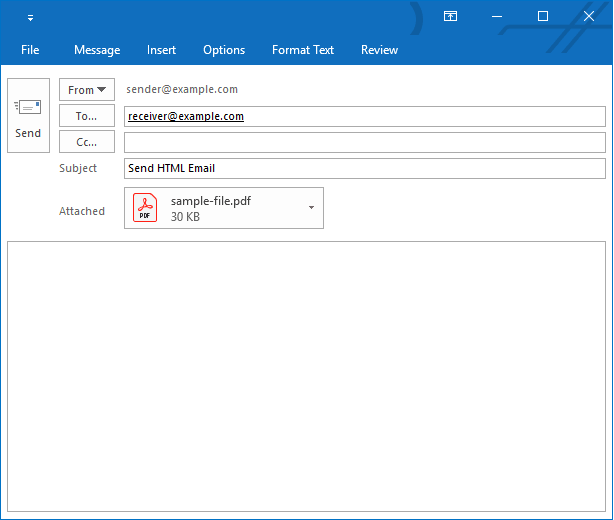 File Message Insert Options Format Text Review
From sender@example.com
To... receiver@example.com
Send
Cc...
Subject Send HTML Email
Attached
PDF
sample-file.pdf
30 KB